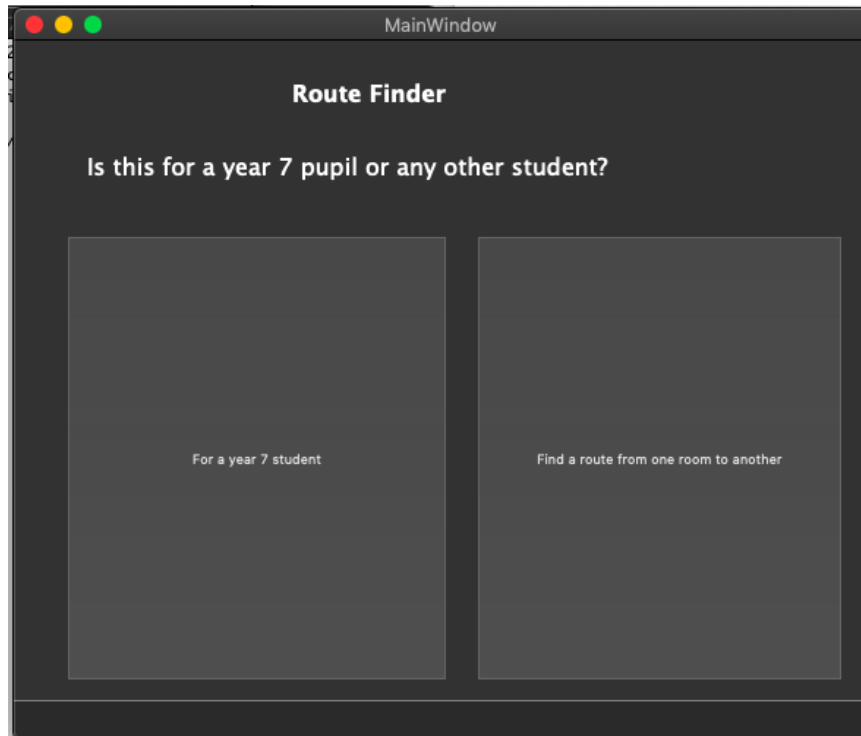 MainWindow
Route Finder
Is this for a year 7 pupil or any other student?
For a year 7 student
Find a route from one room to another